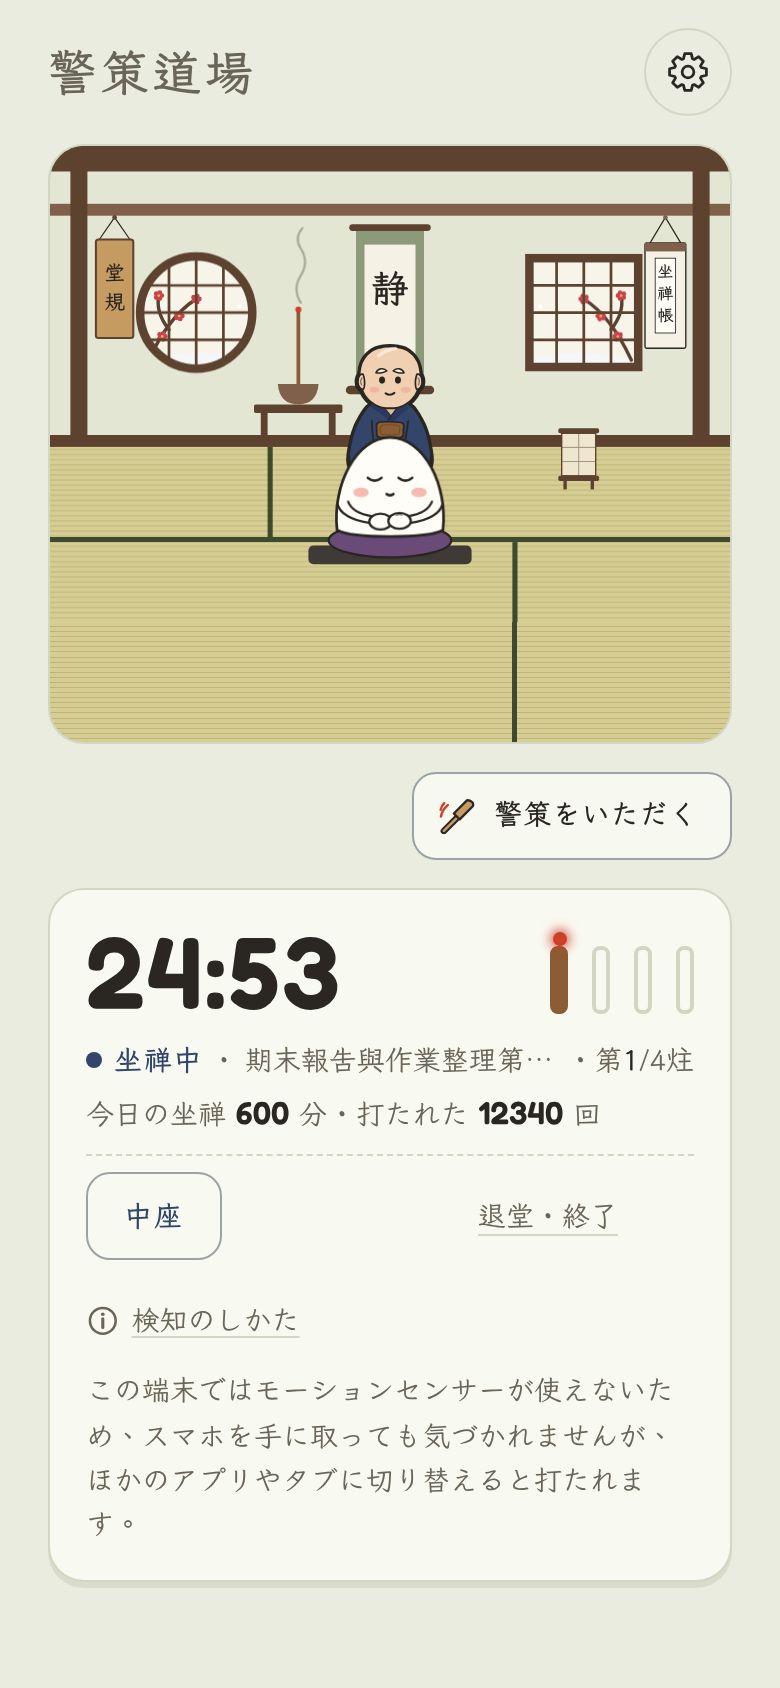 警策道場
堂規
静
坐禅帳
警策をいただく
24:53
坐禅中 ・ 期末報告與作業整理第… ・第1/4炷
今日の坐禅 600 分・打たれた 12340 回
中座
退堂・終了
検知のしかた
この端末ではモーションセンサーが使えないた
め、スマホを手に取っても気づかれませんが、
ほかのアプリやタブに切り替えると打たれま
す。